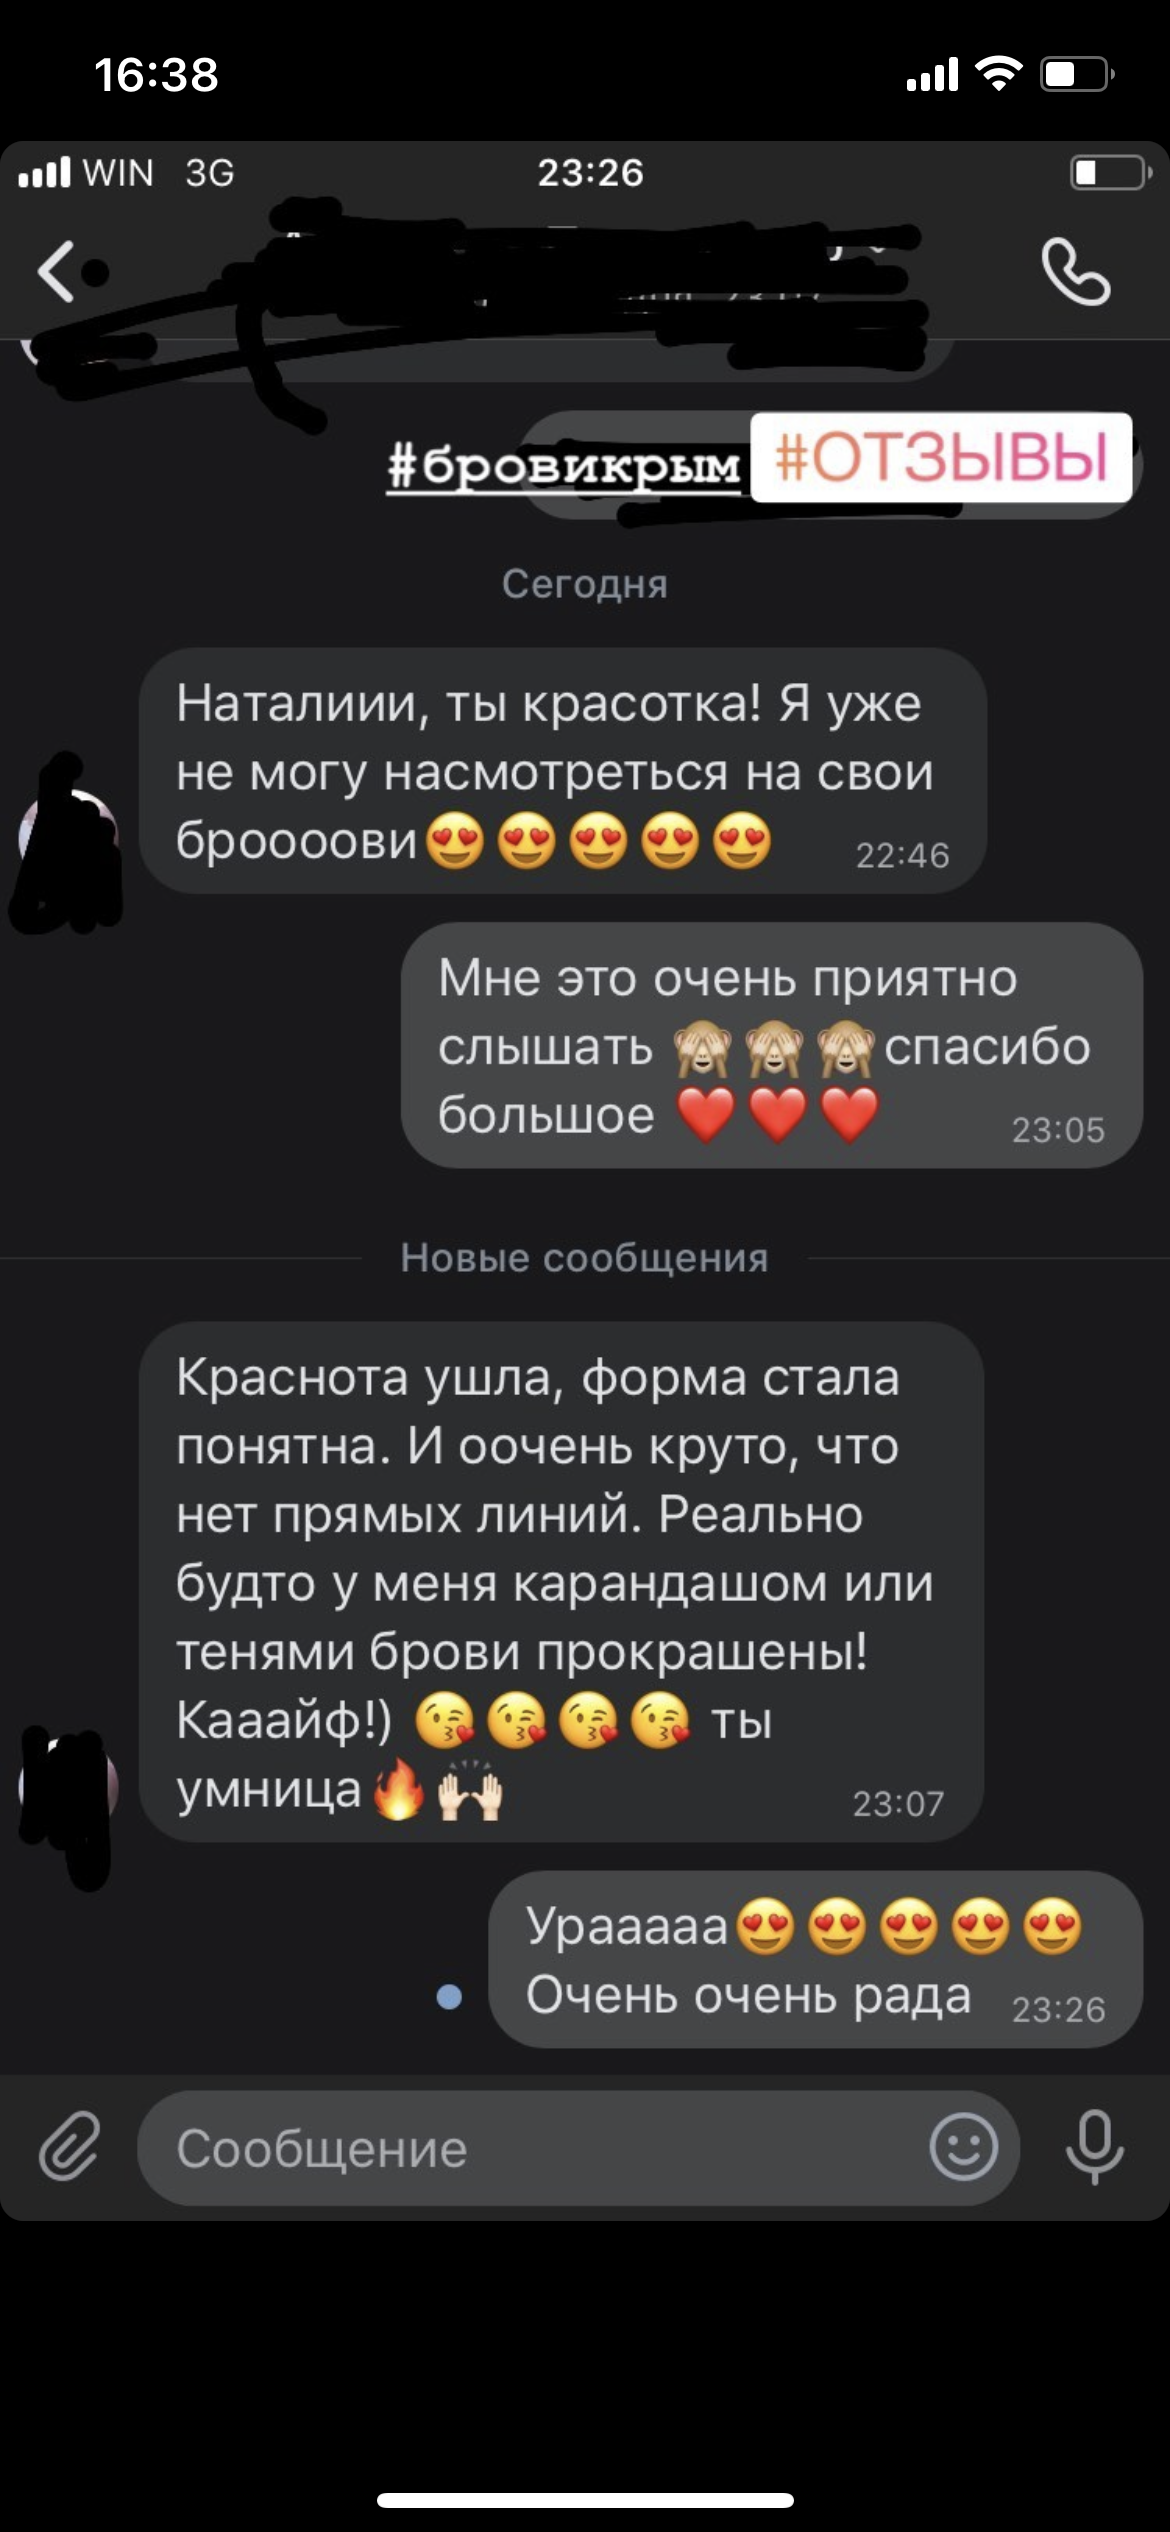 16:38
WIN 3G 23:26
#бровикрым #ОТЗЫВЫ
Сегодня
Наталиии, ты красотка! Я уже
не могу насмотреться на свои
броооови😍😍😍😍😍 22:46
Мне это очень приятно
слышать 🙈🙈🙈спасибо
большое ❤️❤️❤️ 23:05
Новые сообщения
Краснота ушла, форма стала
понятна. И оочень круто, что
нет прямых линий. Реально
будто у меня карандашом или
тенями брови прокрашены!
Кааайф!) 😘😘😘😘 ты
умница🔥🙌🏻 23:07
Урааааа😍😍😍😍😍
Очень очень рада 23:26
Сообщение